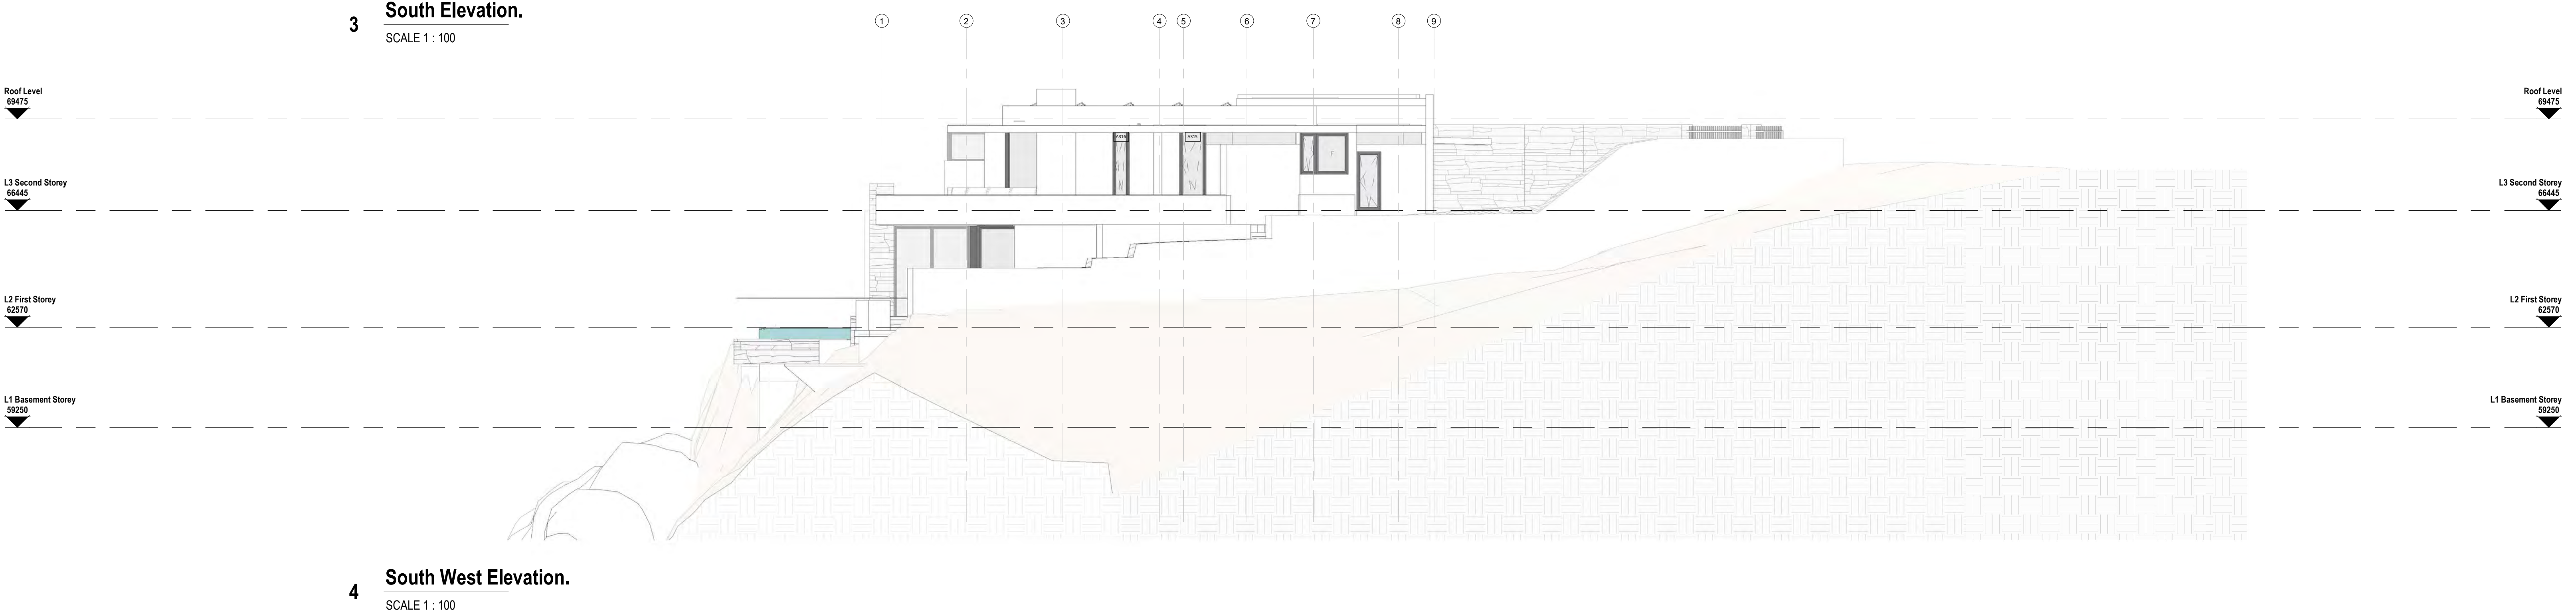 3
South Elevation.
SCALE 1 : 100
1 2 3 4 5 6 7 8 9
Roof Level
69475
Roof Level
69475
A316
L3 Second Storey
66445
L3 Second Storey
66445
L2 First Storey
62570
L2 First Storey
62570
L1 Basement Storey
59250
L1 Basement Storey
59250
4
South West Elevation.
SCALE 1 : 100